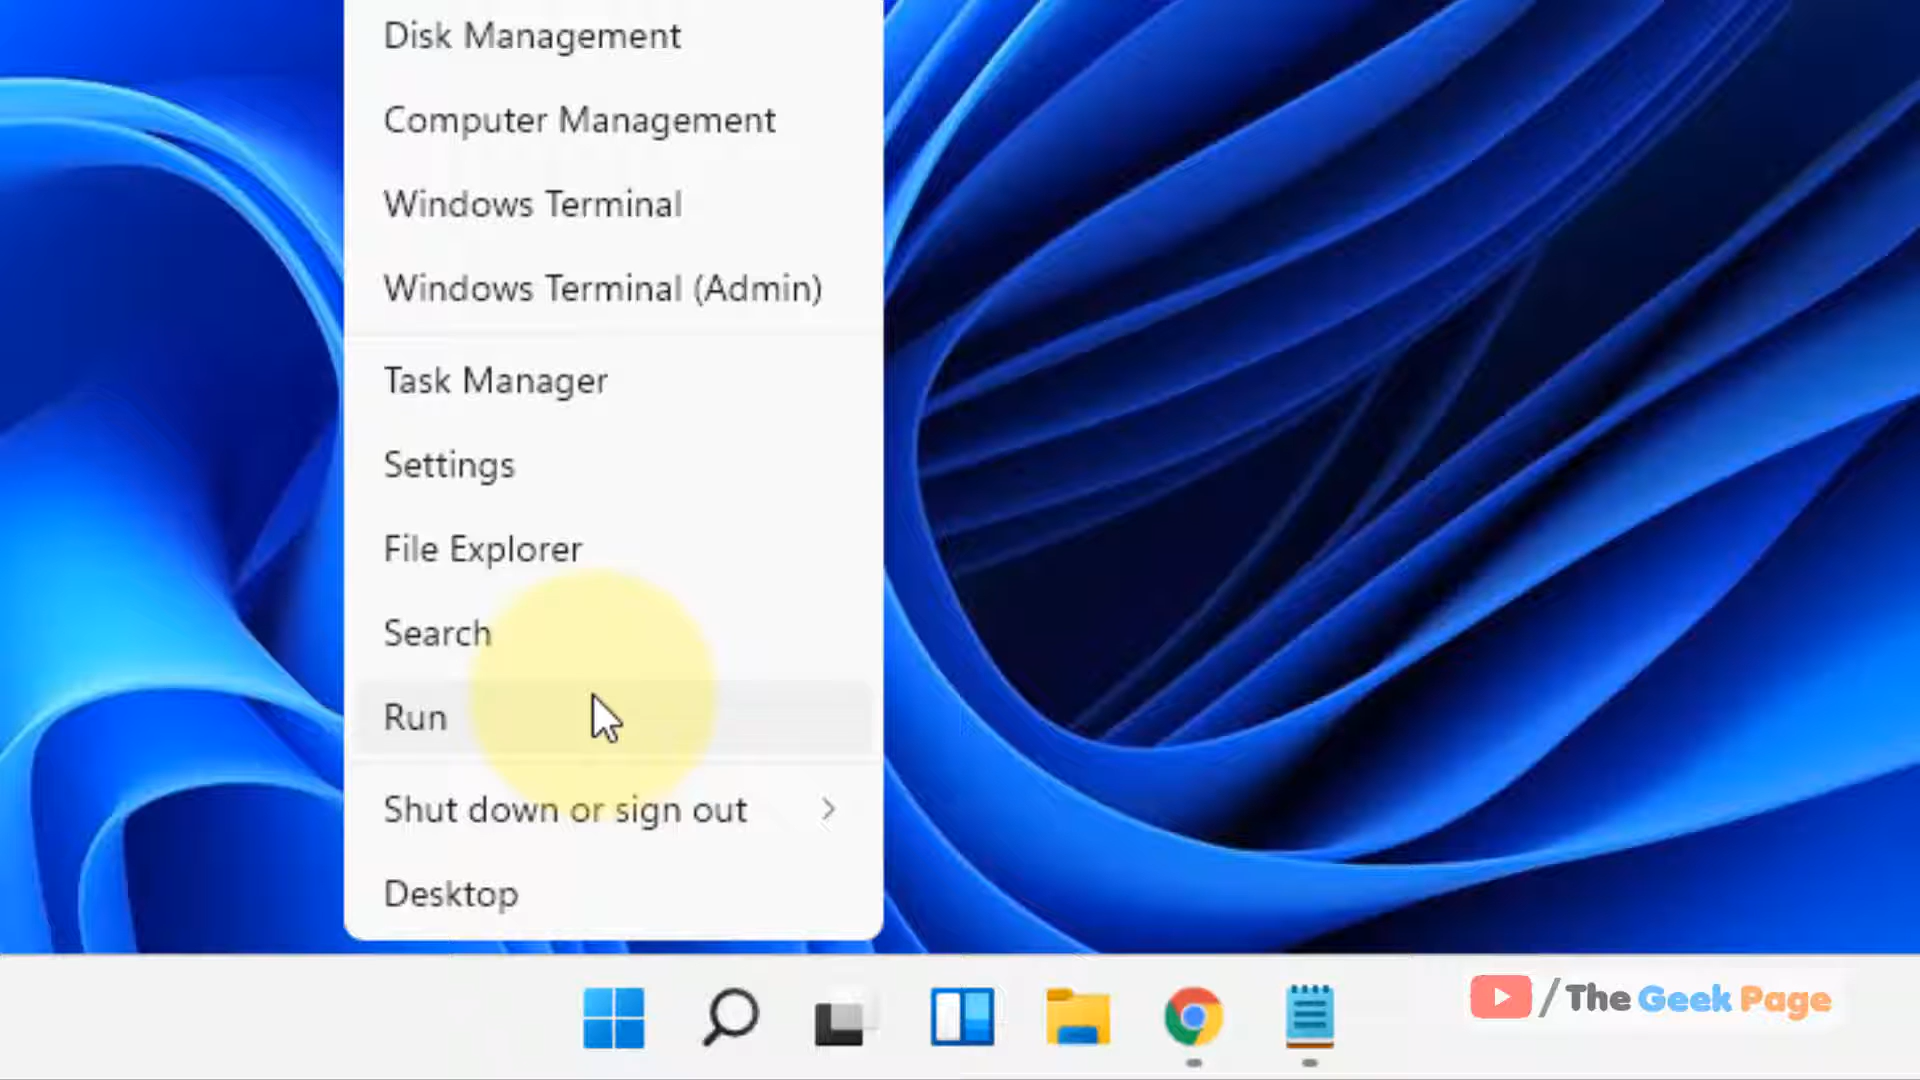 Disk Management
Computer Management
Windows Terminal
Windows Terminal (Admin)
Task Manager
Settings
File Explorer
Search
Run
Shut down or sign out
Desktop
/The Geek Page